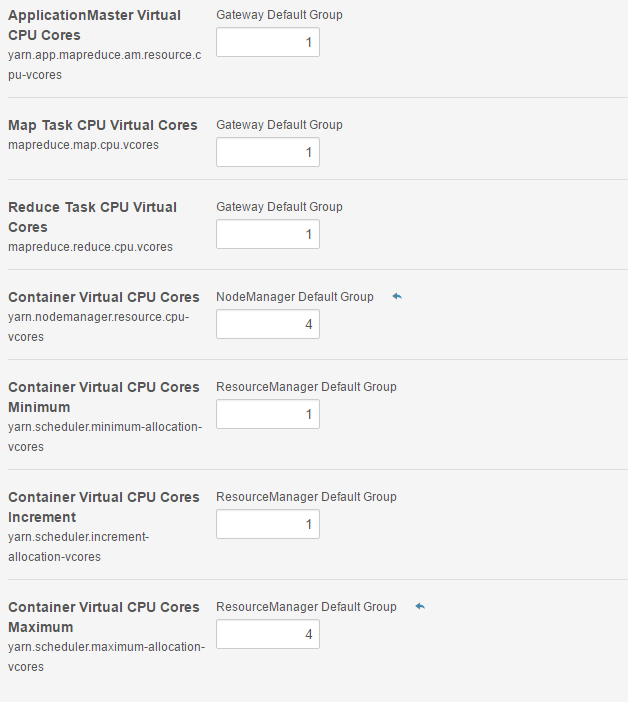 ApplicationMaster Virtual
CPU Cores
yarn.app.mapreduce.am.resource.c
pu-vcores
Gateway Default Group
1
Map Task CPU Virtual Cores
mapreduce.map.cpu.vcores
Gateway Default Group
1
Reduce Task CPU Virtual
Cores
mapreduce.reduce.cpu.vcores
Gateway Default Group
1
Container Virtual CPU Cores
yarn.nodemanager.resource.cpu-
vcores
NodeManager Default Group
4
Container Virtual CPU Cores
Minimum
yarn.scheduler.minimum-allocation-
vcores
ResourceManager Default Group
1
Container Virtual CPU Cores
Increment
yarn.scheduler.increment-
allocation-vcores
ResourceManager Default Group
1
Container Virtual CPU Cores
Maximum
yarn.scheduler.maximum-allocation-
vcores
ResourceManager Default Group
4